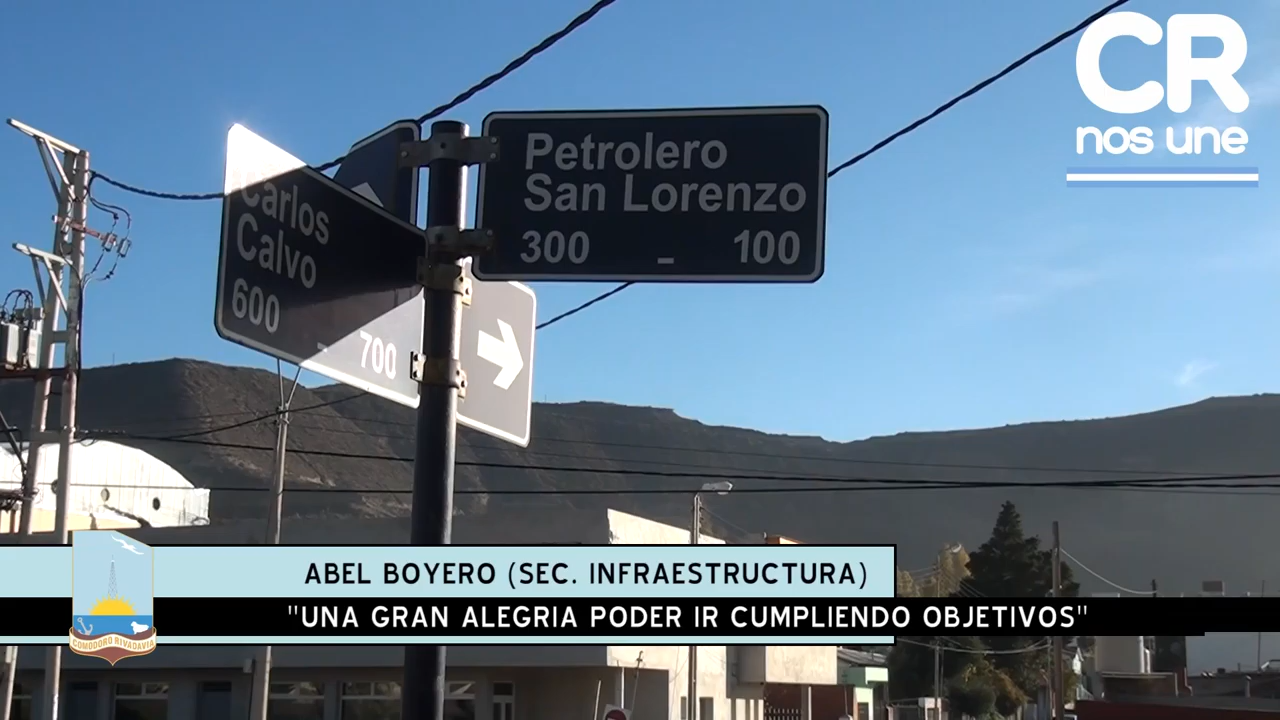 CR
nos une
Petrolero
San Lorenzo
300 - 100
Carlos
Calvo
600 - 700
ABEL BOYERO (SEC. INFRAESTRUCTURA)
"UNA GRAN ALEGRIA PODER IR CUMPLIENDO OBJETIVOS"
COMODORO RIVADAVIA